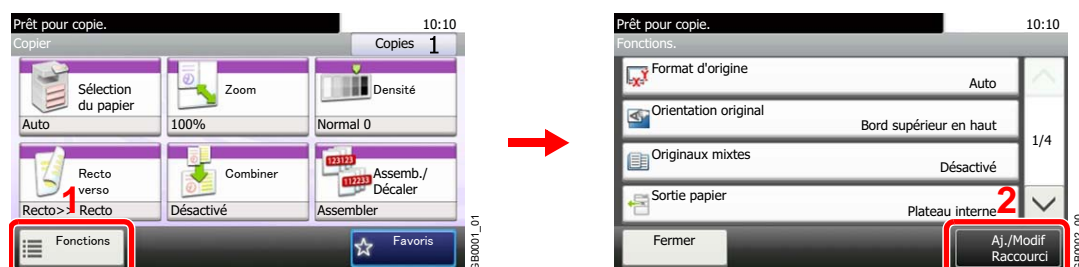 Prêt pour copie. 10:10
Copier Copies 1
Sélection
du papier
Auto
Zoom
100%
Densité
Normal 0
Recto
verso
Recto>> Recto
Combiner
Désactivé
123123
112233
Assemb./
Décaler
Assembler
1
Fonctions
Favoris
GB0001_01
Prêt pour copie. 10:10
Fonctions.
Format d'origine
Auto
Orientation original
Bord supérieur en haut
1/4
Originaux mixtes
Désactivé
Sortie papier
Plateau interne
2
Fermer
Aj./Modif
Raccourci
GB0002_00